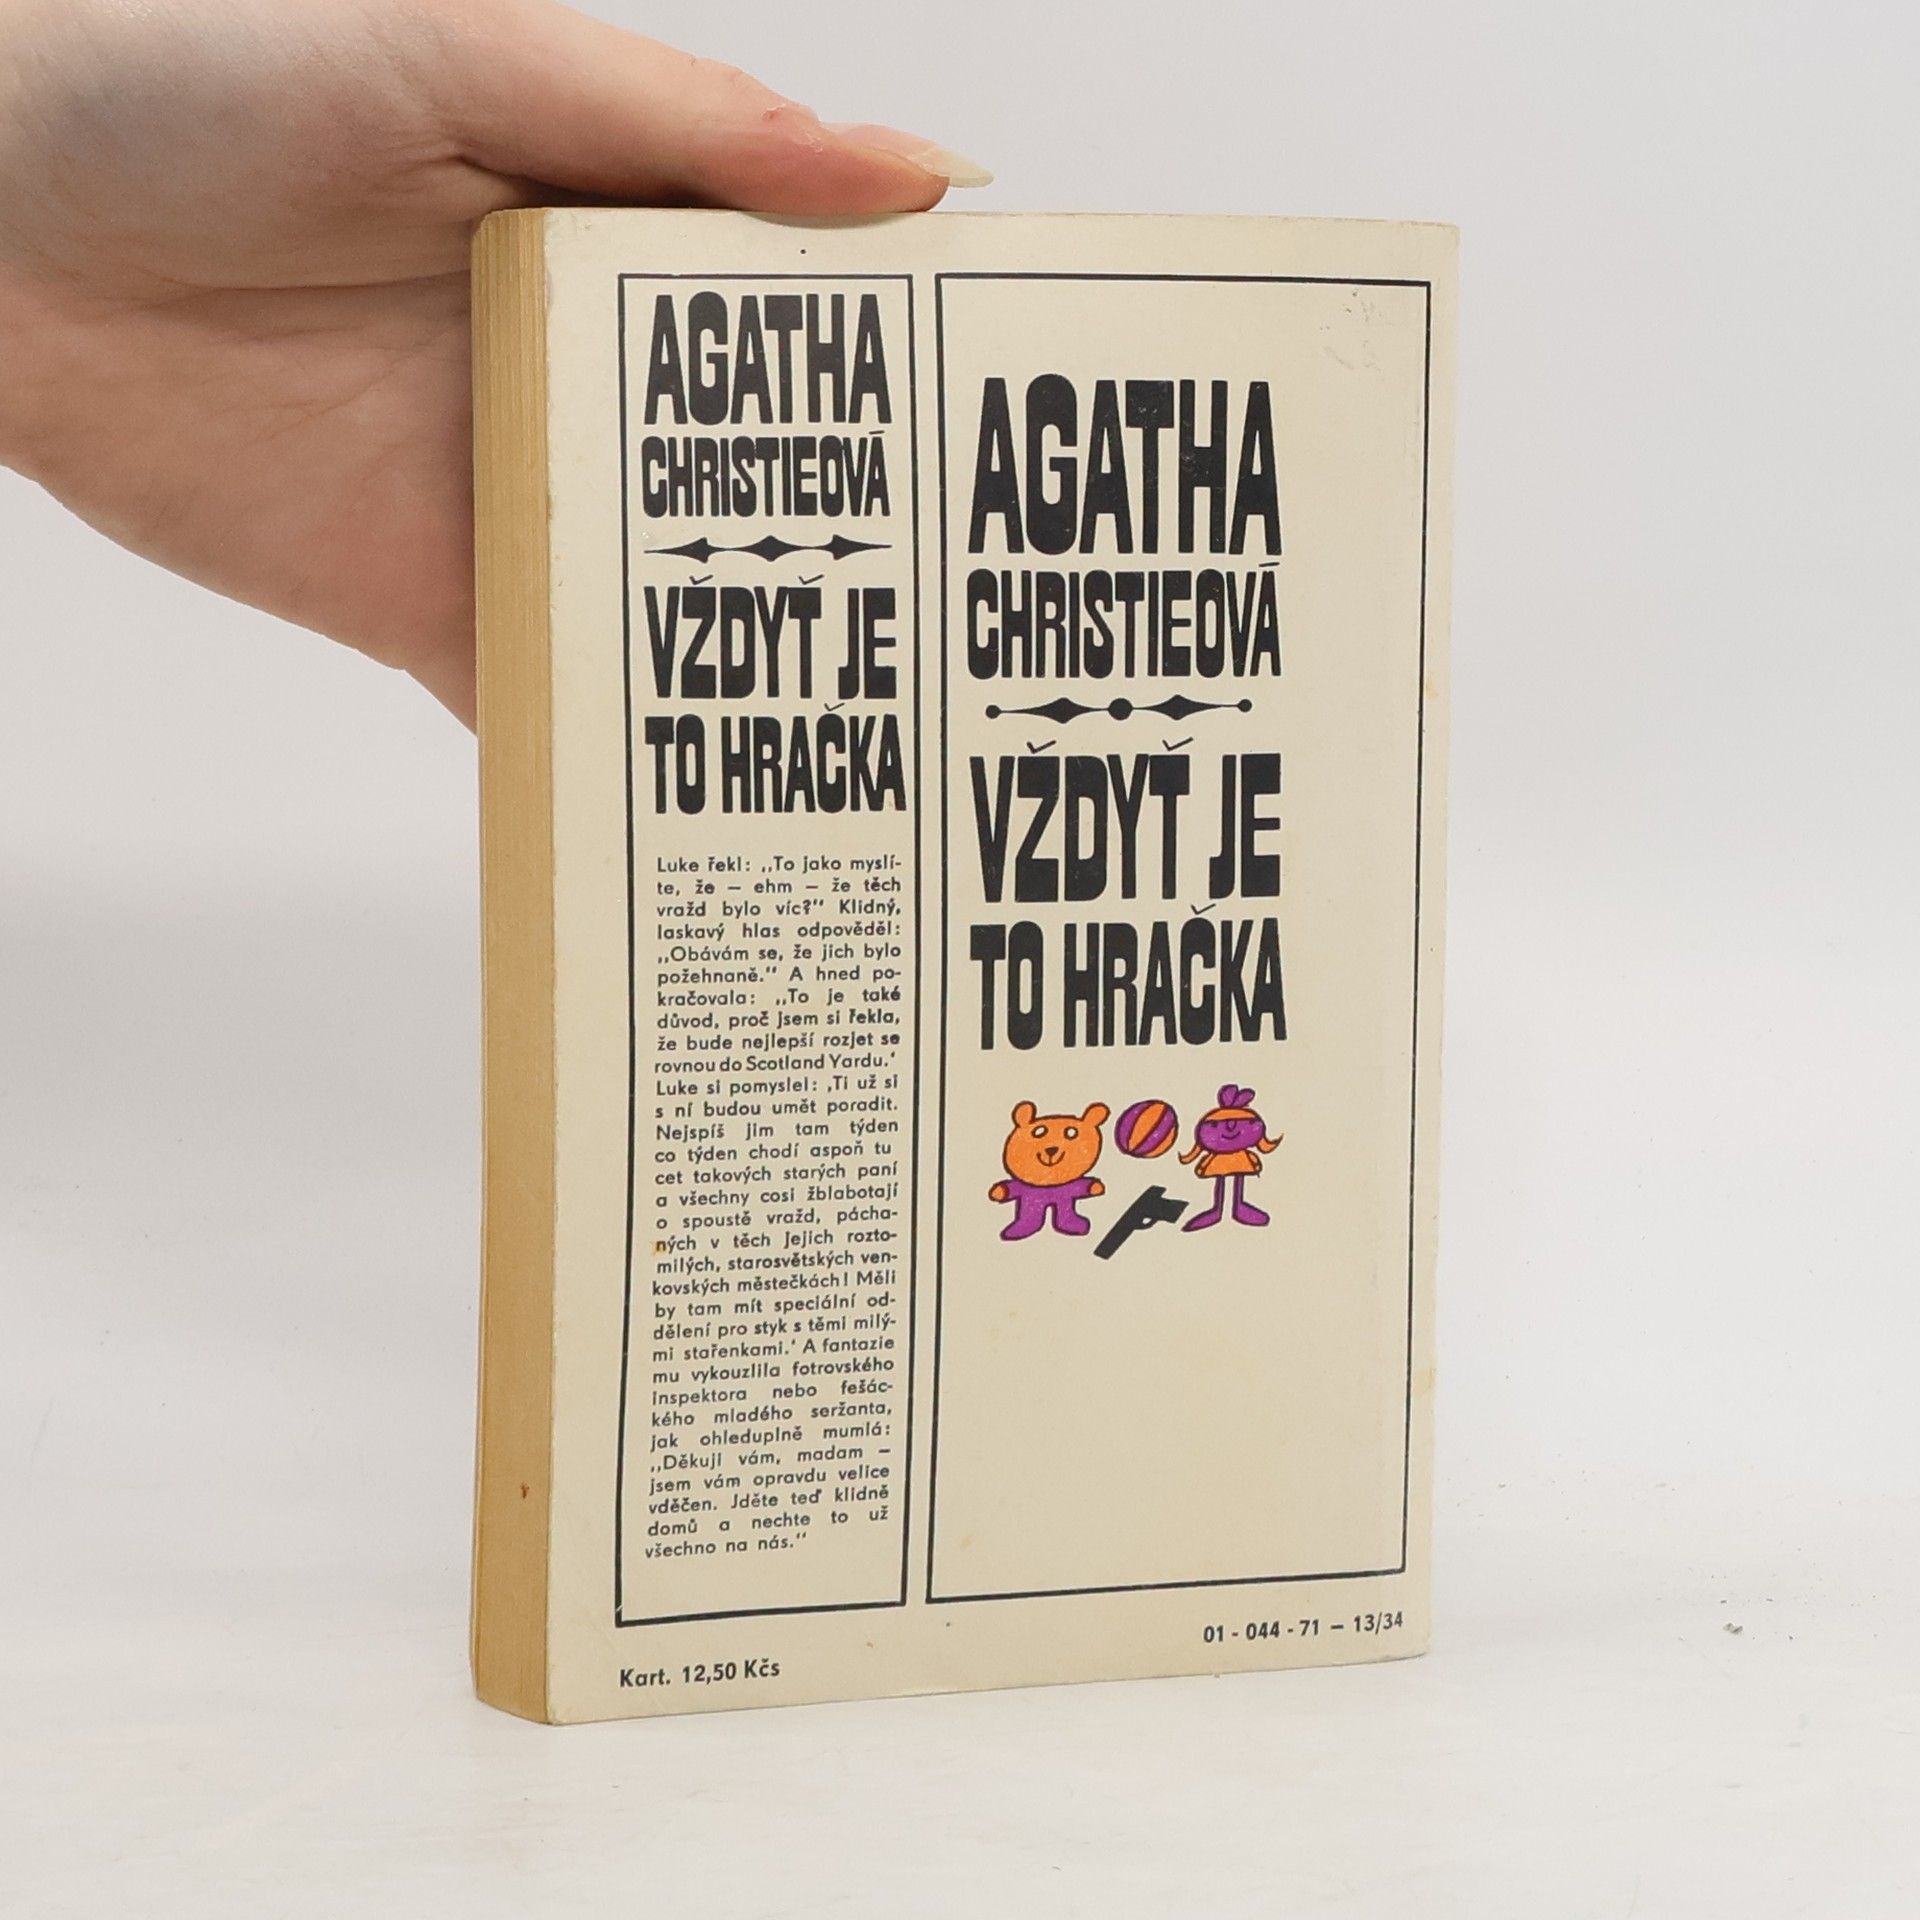 AGATHA
CHRISTIEOVÁ
VŽDYŤ JE
TO HRAČKA
Luke řekl: ,,To jako myslí-
te, že — ehm — že těch
vražd bylo víc?" Klidný,
laskavý hlas odpověděl:
,,Obávám se, že jich bylo
požehnaně." A hned po-
kračovala: ,,To je také
důvod, proč jsem si řekla,
že bude nejlepší rozjet se
rovnou do Scotland Yardu.'
Luke si pomyslel: ,Ti už si
s ní budou umět poradit.
Nejspíš jim tam týden
co týden chodí aspoň tu
cet takových starých paní
a všechny cosi žblabotají
o spoustě vražd, pácha-
ných v těch jejich rozto-
milých, starosvětských ven-
kovských městečkách! Měli
by tam mít speciální od-
dělení pro styk s těmi milý-
mi stařenkami.' A fantazie
mu vykouzlila fotrovského
inspektora nebo fešác-
kého mladého seržanta,
jak ohleduplně mumlá:
,,Děkuji vám, madam —
jsem vám opravdu velice
vděčen. Jděte teď klidně
domů a nechte to už
všechno na nás."
Kart. 12,50 Kčs
AGATHA
CHRISTIEOVÁ
VŽDYŤ JE
TO HRAČKA
01 - 044 - 71 — 13/34